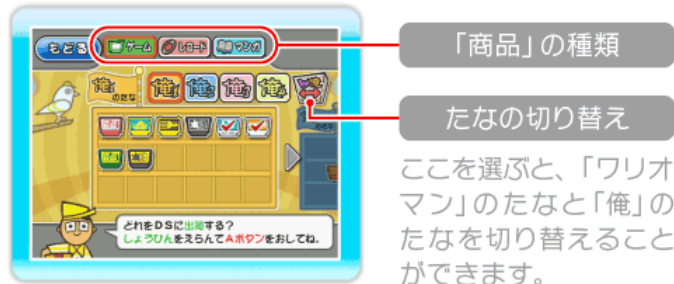 もどる ゲーム レコード マンガ
俺1 のたな 俺1 俺2 俺3 俺4
どれをDSに出荷する?
しょうひんをえらんでAボタンをおしてね。
「商品」の種類
たなの切り替え
ここを選ぶと、「ワリオ
マン」のたなと「俺」の
たなを切り替えること
ができます。